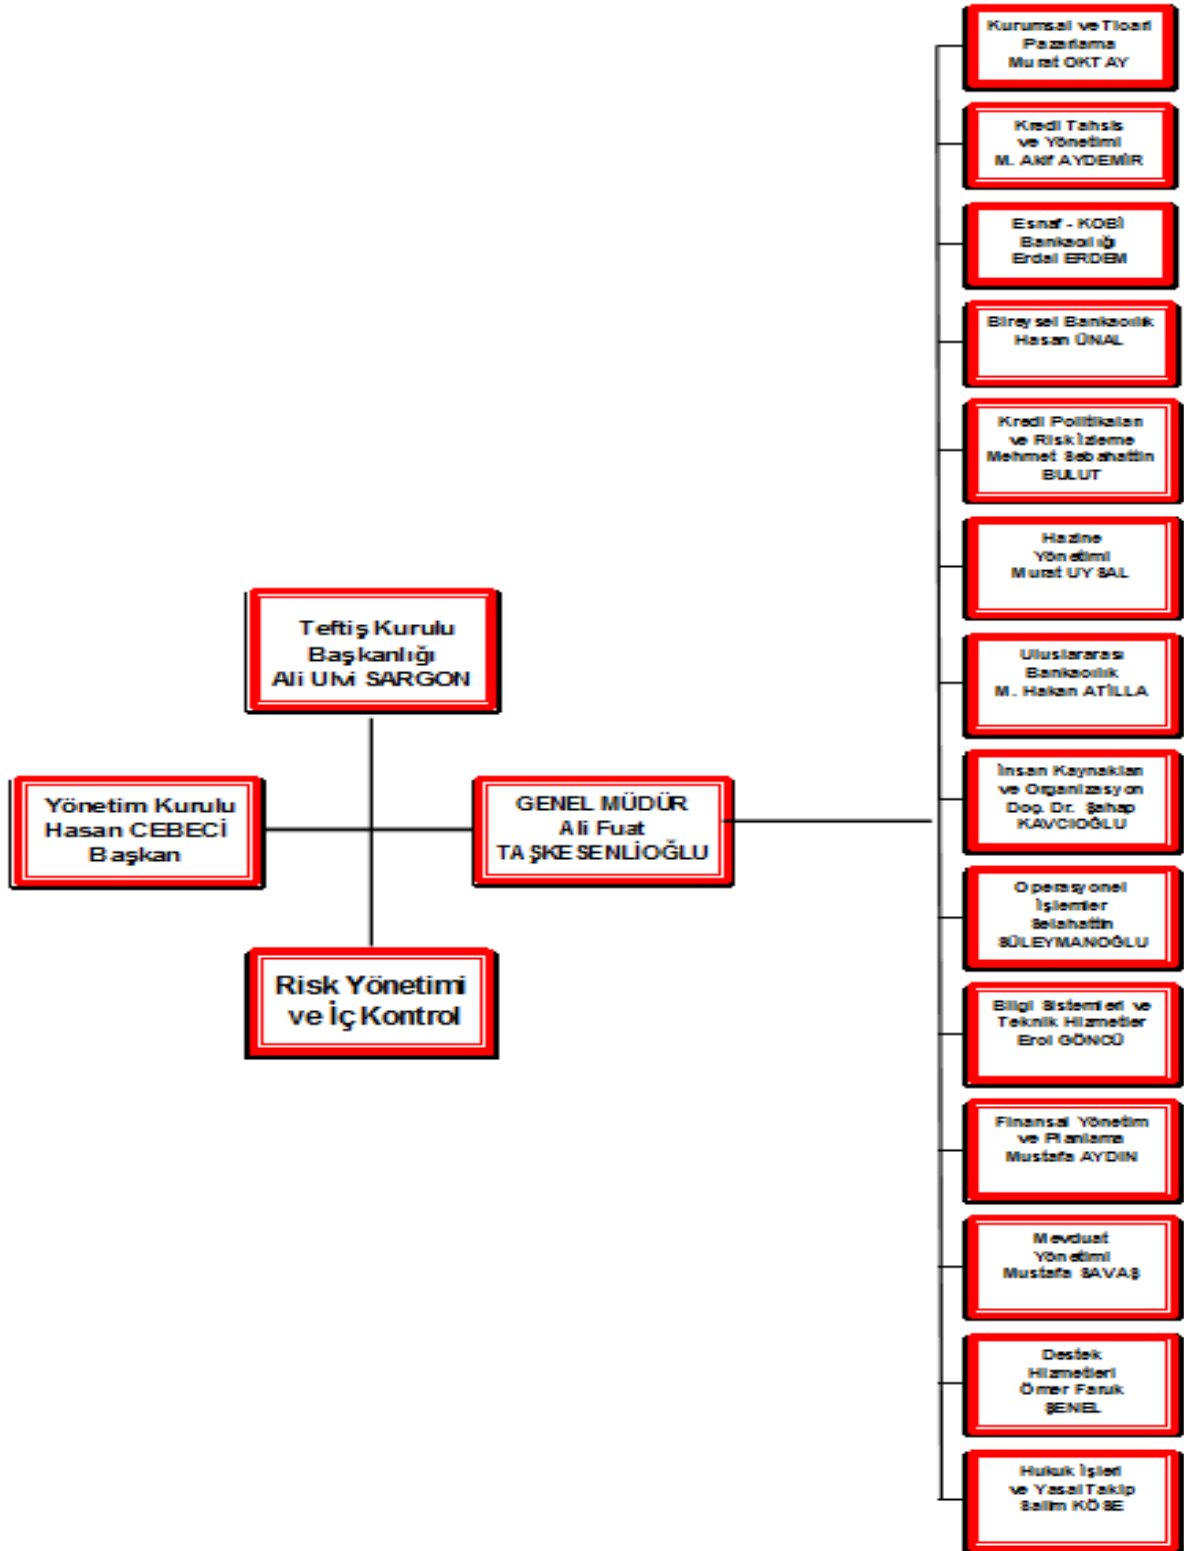 Kurumsal ve Ticari
Pazarlama
Murat OKTAY
Kredi Tahsis
ve Yönetimi
M. Akif AYDEMİR
Esnaf - KOBİ
Bankacılığı
Erdal ERDEM
Bireysel Bankacılık
Hasan ÜNAL
Kredi Politikaları
ve Risk İzleme
Mehmet Sebahattin
BULUT
Hazine
Yönetimi
Murat UYSAL
Teftiş Kurulu
Başkanlığı
Ali Ulvi SARGON
Uluslararası
Bankacılık
M. Hakan ATİLLA
Yönetim Kurulu
Hasan CEBECİ
Başkan
GENEL MÜDÜR
Ali Fuat
TAŞKESENLİOĞLU
İnsan Kaynakları
ve Organizasyon
Doç. Dr. Şahap
KAVCIOĞLU
Operasyonel
İşlemler
Selahattin
SÜLEYMANOĞLU
Risk Yönetimi
ve İç Kontrol
Bilgi Sistemleri ve
Teknik Hizmetler
Erol GÖNCÜ
Finansal Yönetim
ve Planlama
Mustafa AYDIN
Mevduat
Yönetimi
Mustafa SAVAŞ
Destek
Hizmetleri
Ömer Faruk
ŞENEL
Hukuk İşleri
ve Yasal Takip
Salim KÖSE